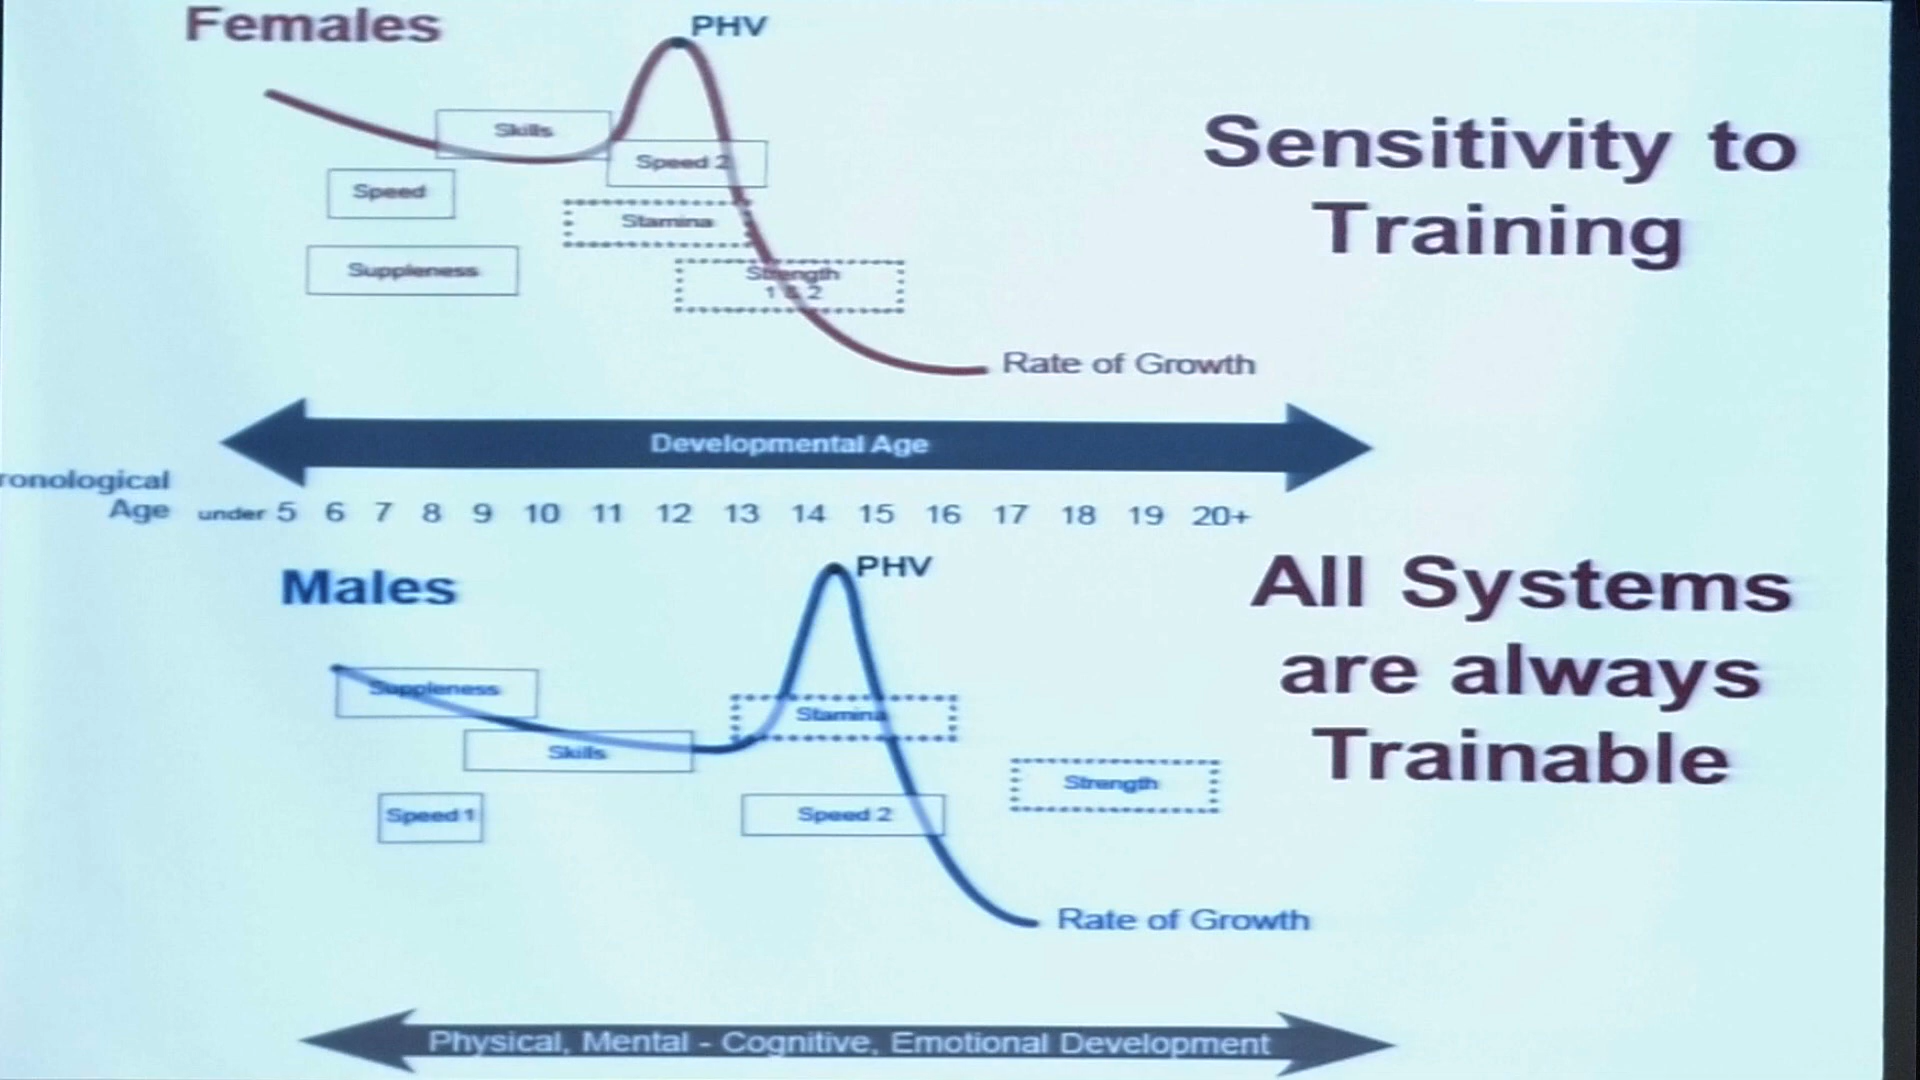 Females
PHV
Skills
Speed 2
Speed
Stamina
Suppleness
Strength
1 & 2
Rate of Growth
Sensitivity to
Training
Developmental Age
ronological
Age
under 5 6 7 8 9 10 11 12 13 14 15 16 17 18 19 20+
Males
PHV
Suppleness
Stamina
Skills
Strength
Speed 1
Speed 2
Rate of Growth
All Systems
are always
Trainable
Physical, Mental - Cognitive, Emotional Development